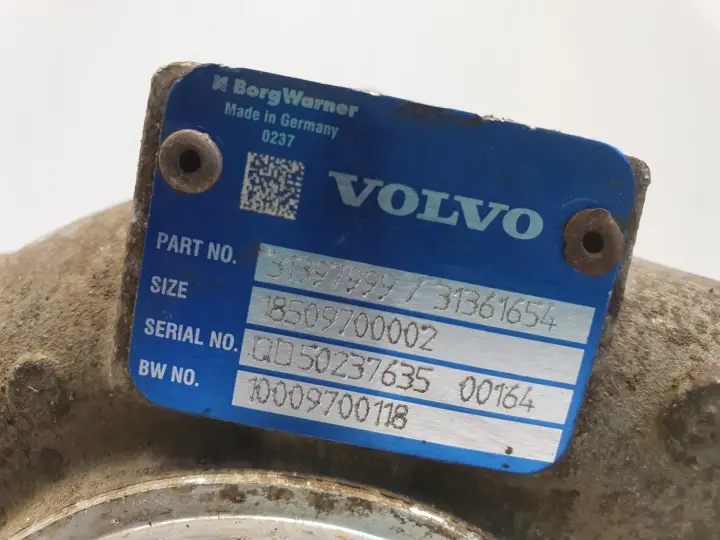 BorgWarner
Made in Germany
0237
VOLVO
PART NO. 31397999 / 31361654
SIZE 18509700002
SERIAL NO. QD50237635 00164
BW NO. 10009700118